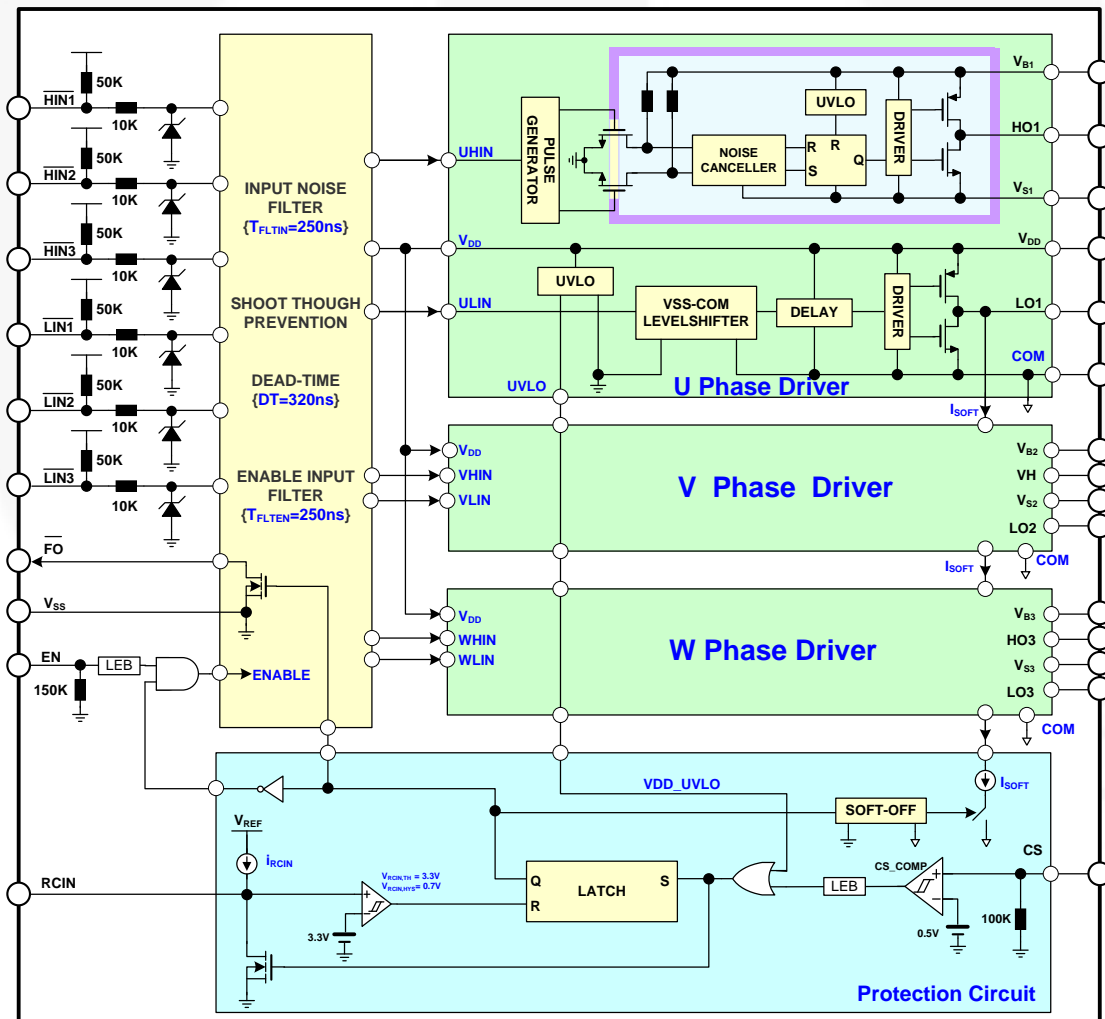 50K
HIN1
10K
50K
HIN2
10K
50K
HIN3
10K
50K
LIN1
10K
50K
LIN2
10K
50K
LIN3
10K
FO
VSS
EN
LEB
150K
ENABLE
RCIN
INPUT NOISE
FILTER
{TFLTIN=250ns}
SHOOT THOUGH
PREVENTION
DEAD-TIME
{DT=320ns}
ENABLE INPUT
FILTER
{TFLTEN=250ns}
UHIN
PULSE
GENERATOR
NOISE
CANCELLER
UVLO
R
R
S
Q
DRIVER
VB1
HO1
VS1
VDD
VDD
UVLO
ULIN
VSS-COM
LEVELSHIFTER
DELAY
DRIVER
LO1
COM
UVLO
U Phase Driver
ISOFT
VDD
VHIN
VLIN
V Phase Driver
VB2
VH
VS2
LO2
ISOFT
COM
VDD
WHIN
WLIN
W Phase Driver
VB3
HO3
VS3
LO3
COM
VDD_UVLO
ISOFT
SOFT-OFF
VREF
iRCIN
VRCIN,TH = 3.3V
VRCIN,HYS = 0.7V
+
−
3.3V
Q
R
LATCH
S
LEB
CS_COMP
+
−
CS
0.5V
100K
Protection Circuit